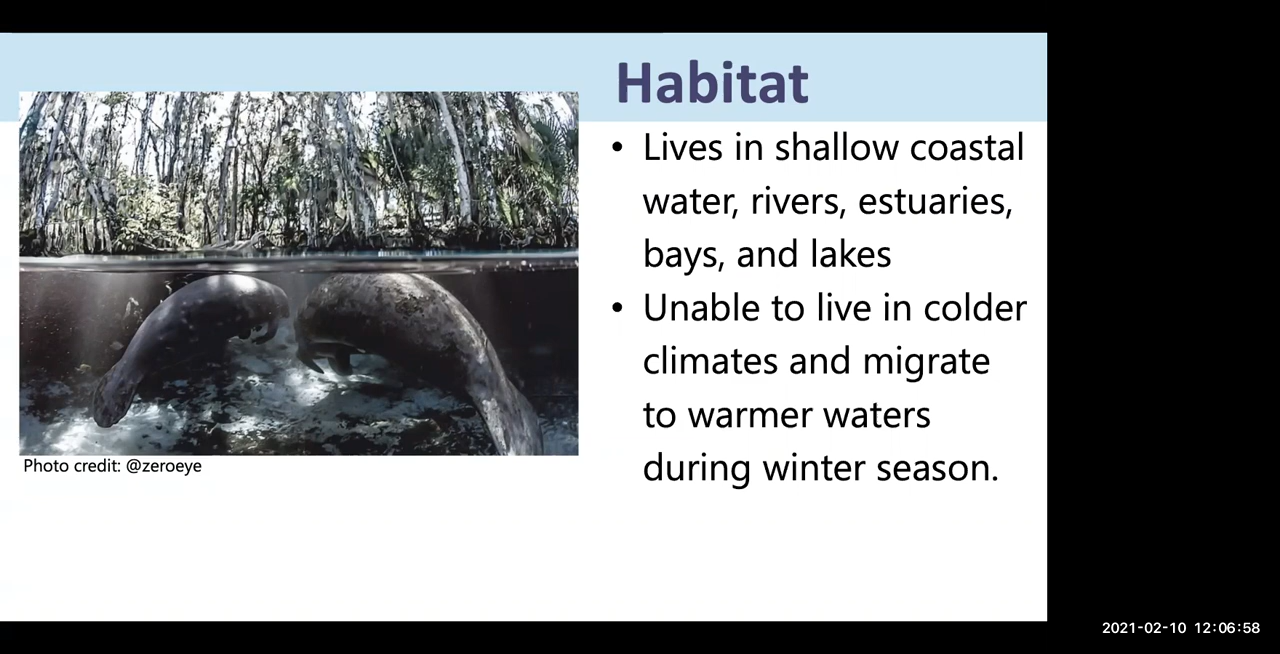 Habitat
• Lives in shallow coastal
water, rivers, estuaries,
bays, and lakes
• Unable to live in colder
climates and migrate
to warmer waters
during winter season.
Photo credit: @zeroeye
2021-02-10 12:06:58